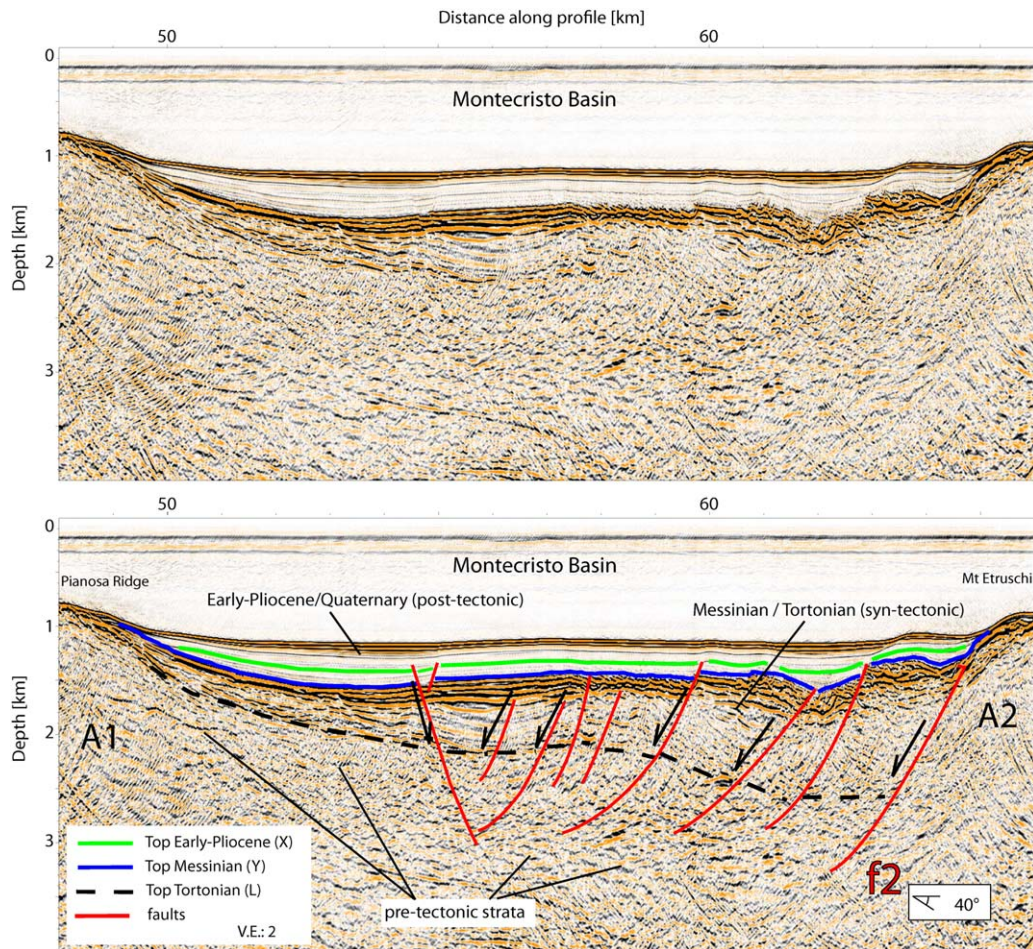 Distance along profile [km]
50 60
0
Montecristo Basin
1
Depth [km]
2
3
50 60
0
Montecristo Basin
Pianosa Ridge Mt Etruschi
Early-Pliocene/Quaternary (post-tectonic) Messinian / Tortonian (syn-tectonic)
1
A1 A2
Depth [km]
2
3
Top Early-Pliocene (X)
Top Messinian (Y)
Top Tortonian (L)
faults
V.E.: 2
pre-tectonic strata
f2
40°